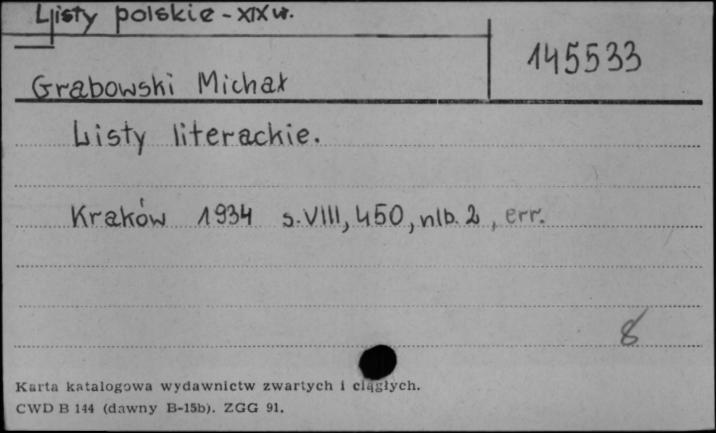 Listy polskie - XIX w.
145533
Grabowski Michał
Listy literackie.
Kraków 1934 s. VIII, 450, nlb. 2, err.
8
Karta katalogowa wydawnictw zwartych i ciągłych.
CWD B 144 (dawny B-15b). ZGG 91.